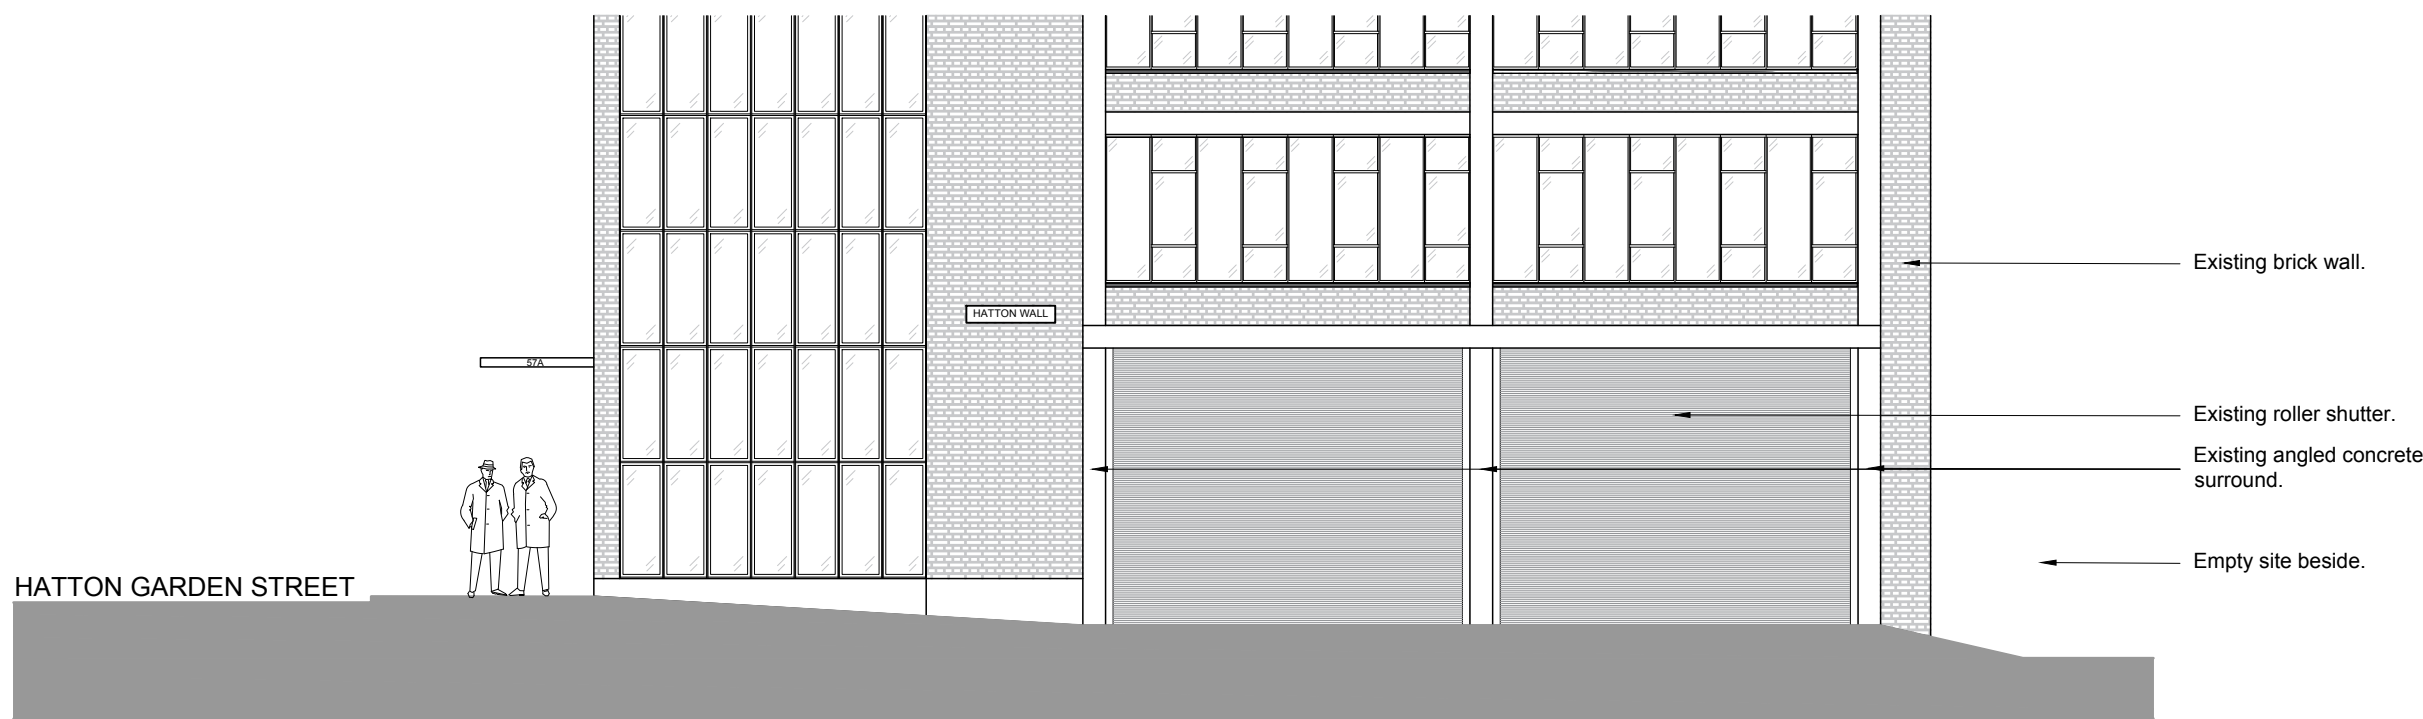 Existing brick wall.
HATTON WALL
57A
Existing roller shutter.
Existing angled concrete
surround.
Empty site beside.
HATTON GARDEN STREET